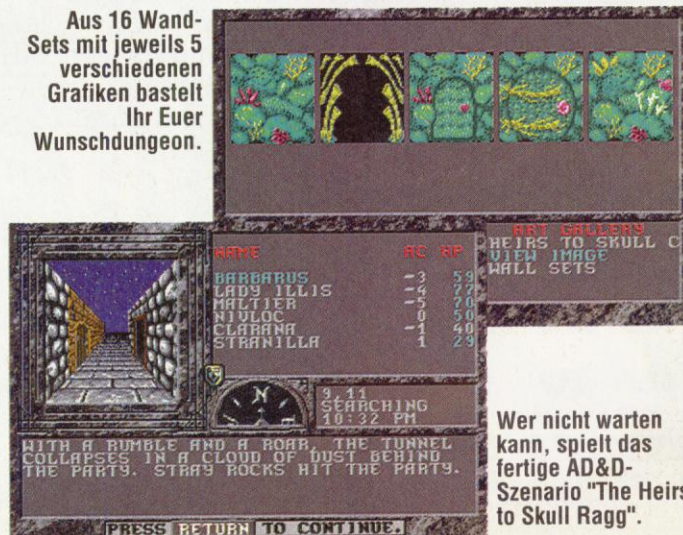 Aus 16 Wand-
Sets mit jeweils 5
verschiedenen
Grafiken bastelt
Ihr Euer
Wunschdungeon.
ART GALLERY
HEIRS TO SKULL C
VIEW IMAGE
WALL SETS
NAME AC HP
BARBARUS -3 59
LADY ILLIS -4 77
MALTIER -5 70
NIVLOC 0 50
CLARANA -1 40
STRANILLA 1 29
N
9,11
SEARCHING
10:32 PM
WITH A RUMBLE AND A ROAR, THE TUNNEL
COLLAPSES IN A CLOUD OF DUST BEHIND
THE PARTY. STRAY ROCKS HIT THE PARTY.
PRESS RETURN TO CONTINUE.
Wer nicht warten
kann, spielt das
fertige AD&D-
Szenario "The Heirs
to Skull Ragg".